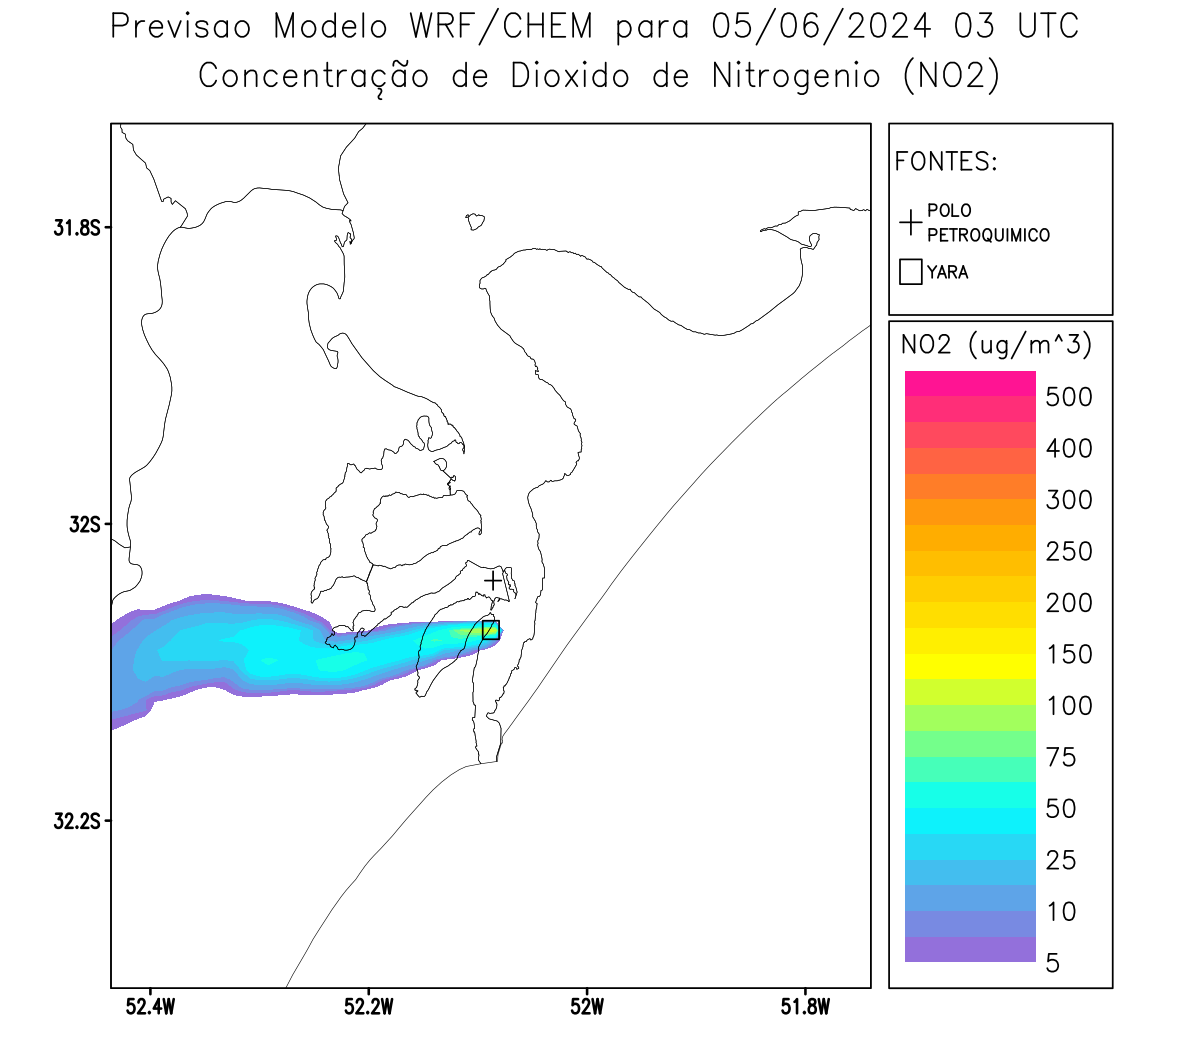 Previsao Modelo WRF/CHEM para 05/06/2024 03 UTC
Concentração de Dioxido de Nitrogenio (NO2)
FONTES:
POLO
PETROQUIMICO
YARA
NO2 (ug/m^3)
500
400
300
250
200
150
100
75
50
25
10
5
31.8S
32S
32.2S
52.4W
52.2W
52W
51.8W